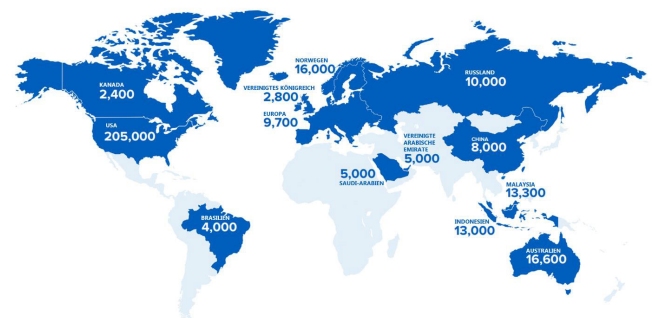 NORWEGEN
16,000
RUSSLAND
10,000
KANADA
2,400
VEREINIGTES KÖNIGREICH
2,800
EUROPA
9,700
USA
205,000
VEREINIGTE
ARABISCHE
EMIRATE
5,000
CHINA
8,000
5,000
SAUDI-ARABIEN
MALAYSIA
13,300
BRASILIEN
4,000
INDONESIEN
13,000
AUSTRALIEN
16,600